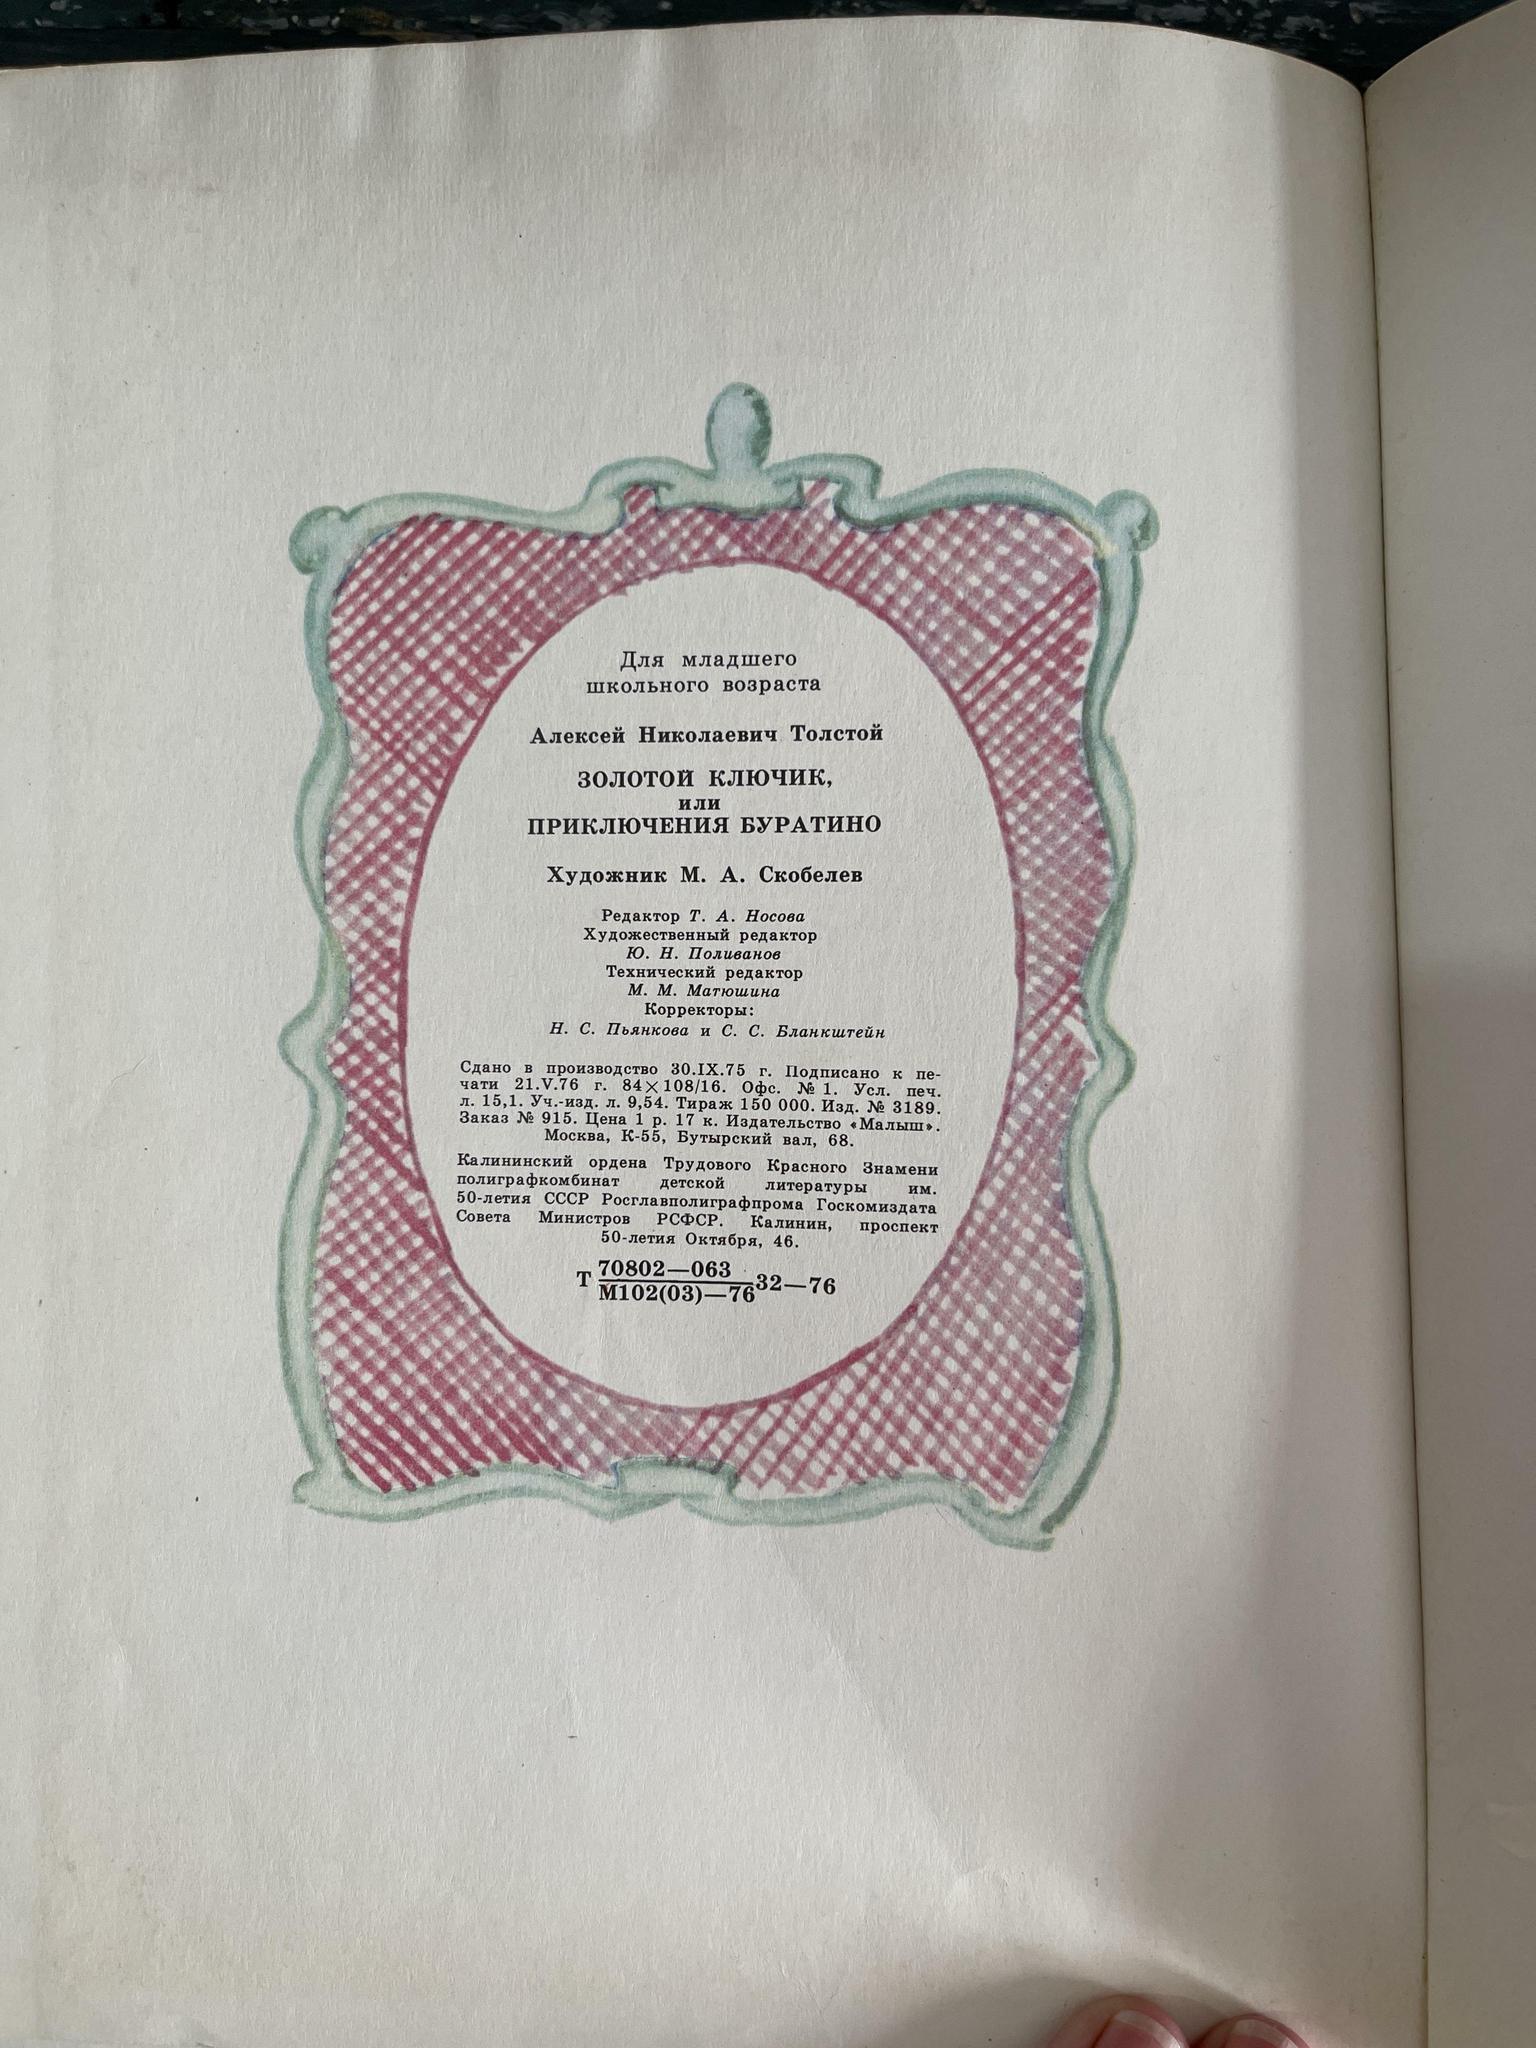 Для младшего
школьного возраста
Алексей Николаевич Толстой
ЗОЛОТОЙ КЛЮЧИК,
или
ПРИКЛЮЧЕНИЯ БУРАТИНО
Художник М. А. Скобелев
Редактор Т. А. Носова
Художественный редактор
Ю. Н. Поливанов
Технический редактор
М. М. Матюшина
Корректоры:
Н. С. Пьянкова и С. С. Бланкштейн
Сдано в производство 30.IX.75 г. Подписано к пе-
чати 21.V.76 г. 84×108/16. Офс. № 1. Усл. печ.
л. 15,1. Уч.-изд. л. 9,54. Тираж 150 000. Изд. № 3189.
Заказ № 915. Цена 1 р. 17 к. Издательство «Малыш».
Москва, К-55, Бутырский вал, 68.
Калининский ордена Трудового Красного Знамени
полиграфкомбинат детской литературы им.
50-летия СССР Росглавполиграфпрома Госкомиздата
Совета Министров РСФСР. Калинин, проспект
50-летия Октября, 46.
70802—063
Т 32—76
М102(03)—76